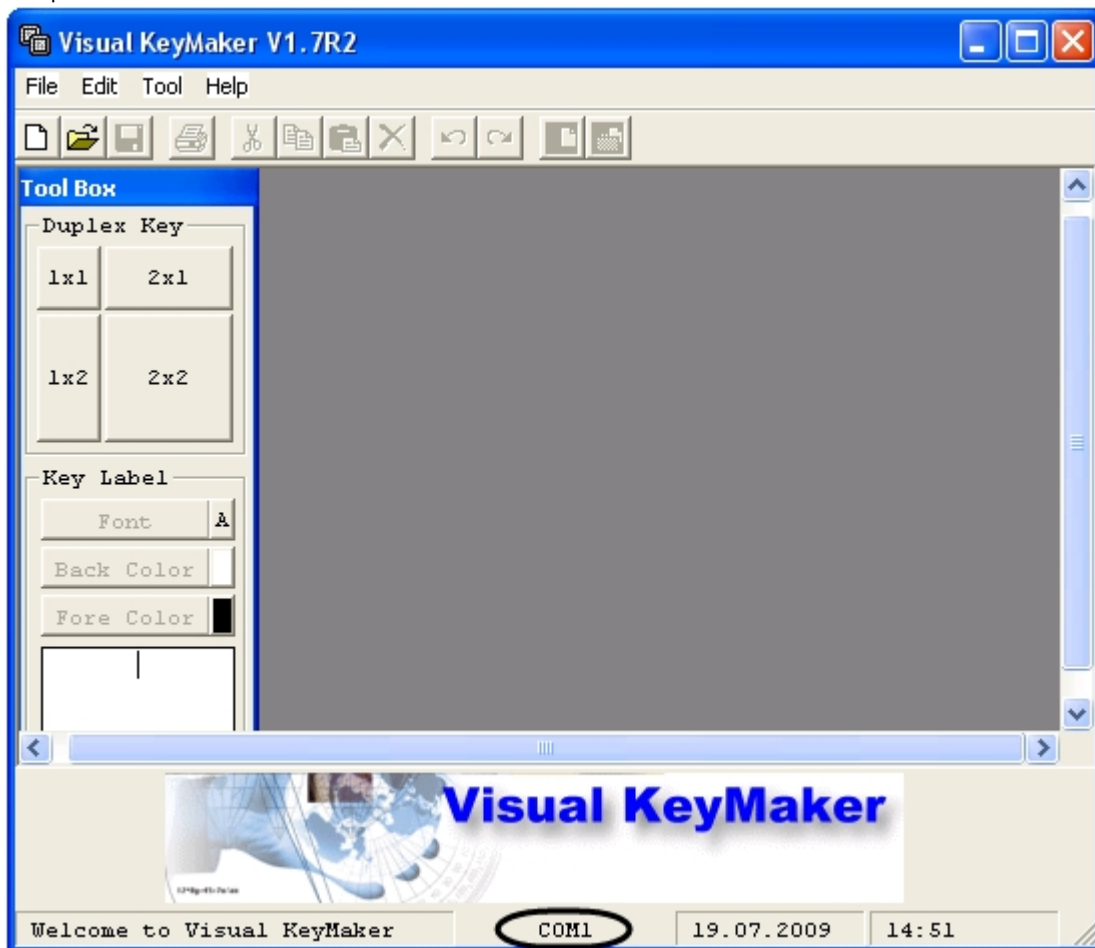 Visual KeyMaker V1.7R2
File Edit Tool Help
Tool Box
Duplex Key
1x1 2x1
1x2 2x2
Key Label
Font A
Back Color
Fore Color
Visual KeyMaker
Welcome to Visual KeyMaker COM1 19.07.2009 14:51